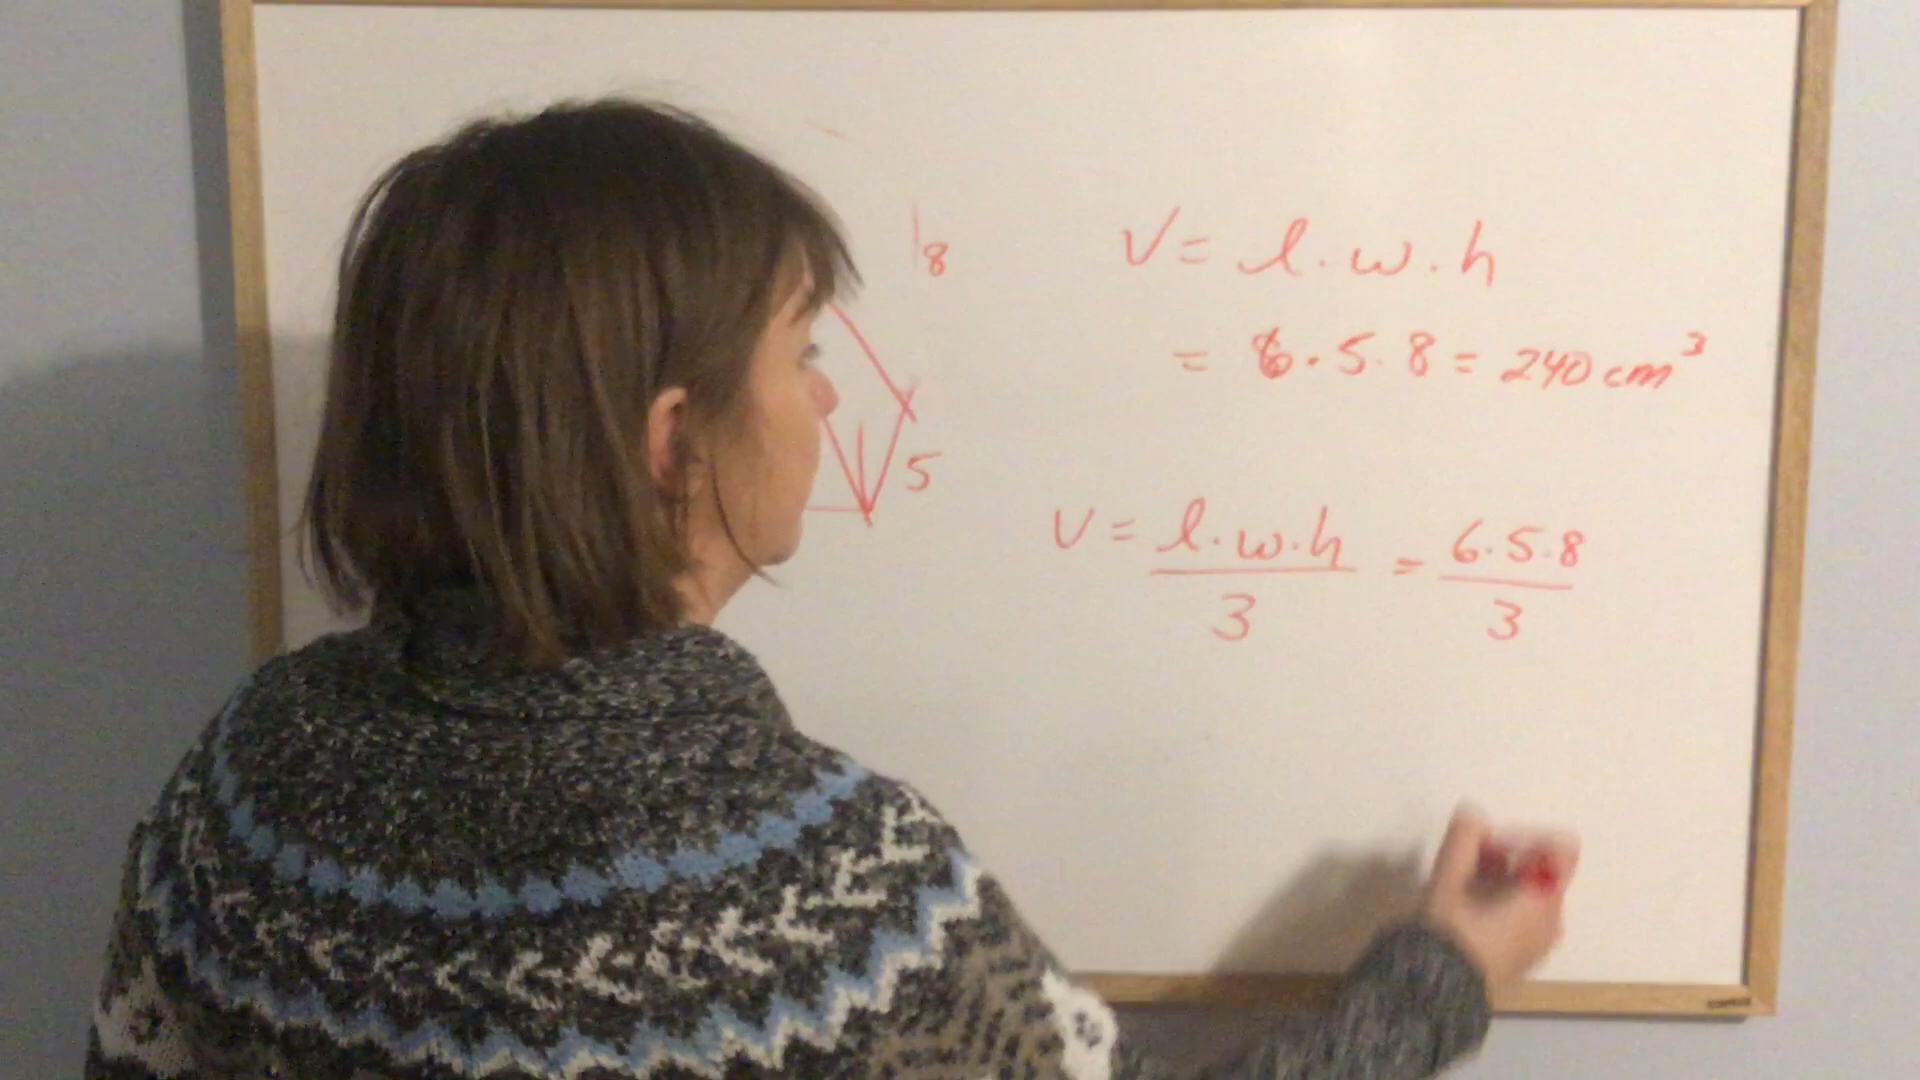 8
5
V = l · w · h
= 6 · 5 · 8 = 240 cm³
V = l · w · h / 3 = 6 · 5 · 8 / 3